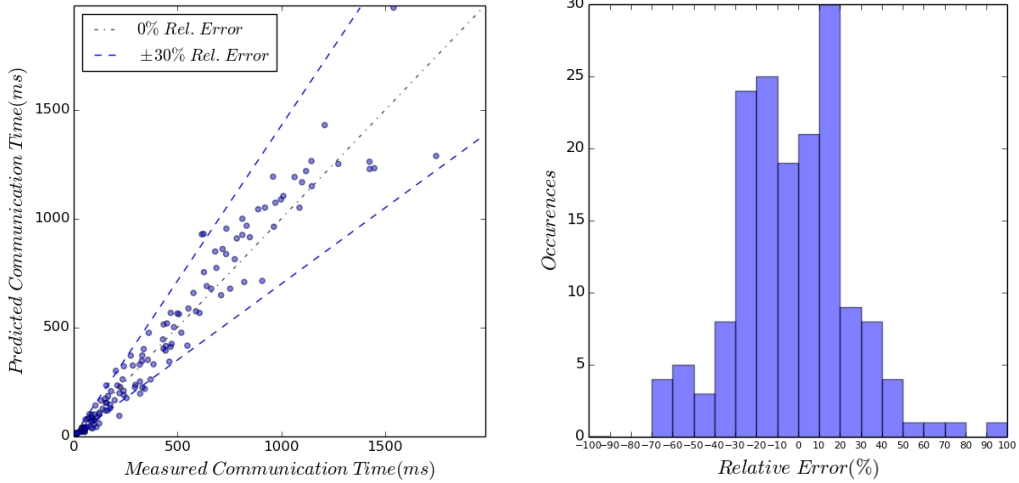 0% Rel. Error
±30% Rel. Error
Predicted Communication Time(ms)
1500
1000
500
0
0 500 1000 1500
Measured Communication Time(ms)
30
25
20
15
10
5
0
Occurences
−100 −90 −80 −70 −60 −50 −40 −30 −20 −10 0 10 20 30 40 50 60 70 80 90 100
Relative Error(%)